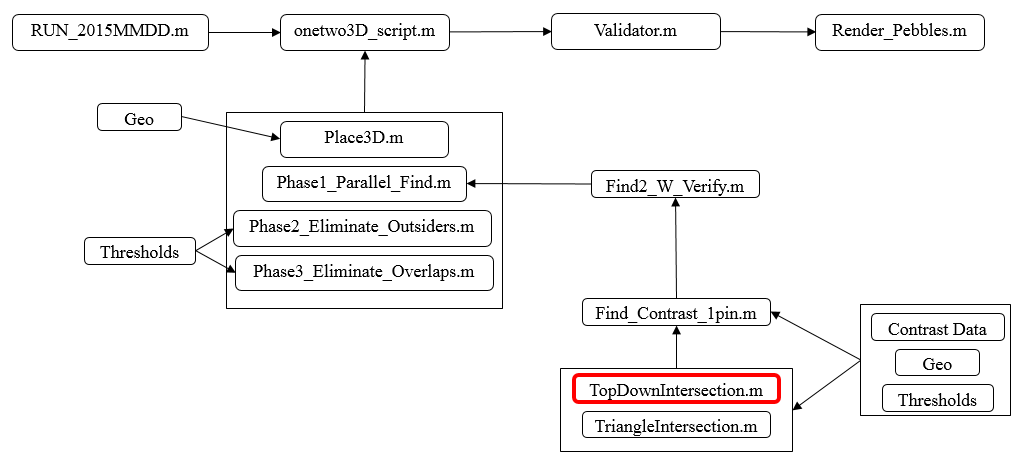 RUN_2015MMDD.m
onetwo3D_script.m
Validator.m
Render_Pebbles.m
Geo
Place3D.m
Phase1_Parallel_Find.m
Find2_W_Verify.m
Phase2_Eliminate_Outsiders.m
Thresholds
Phase3_Eliminate_Overlaps.m
Find_Contrast_1pin.m
Contrast Data
Geo
Thresholds
TopDownIntersection.m
TriangleIntersection.m